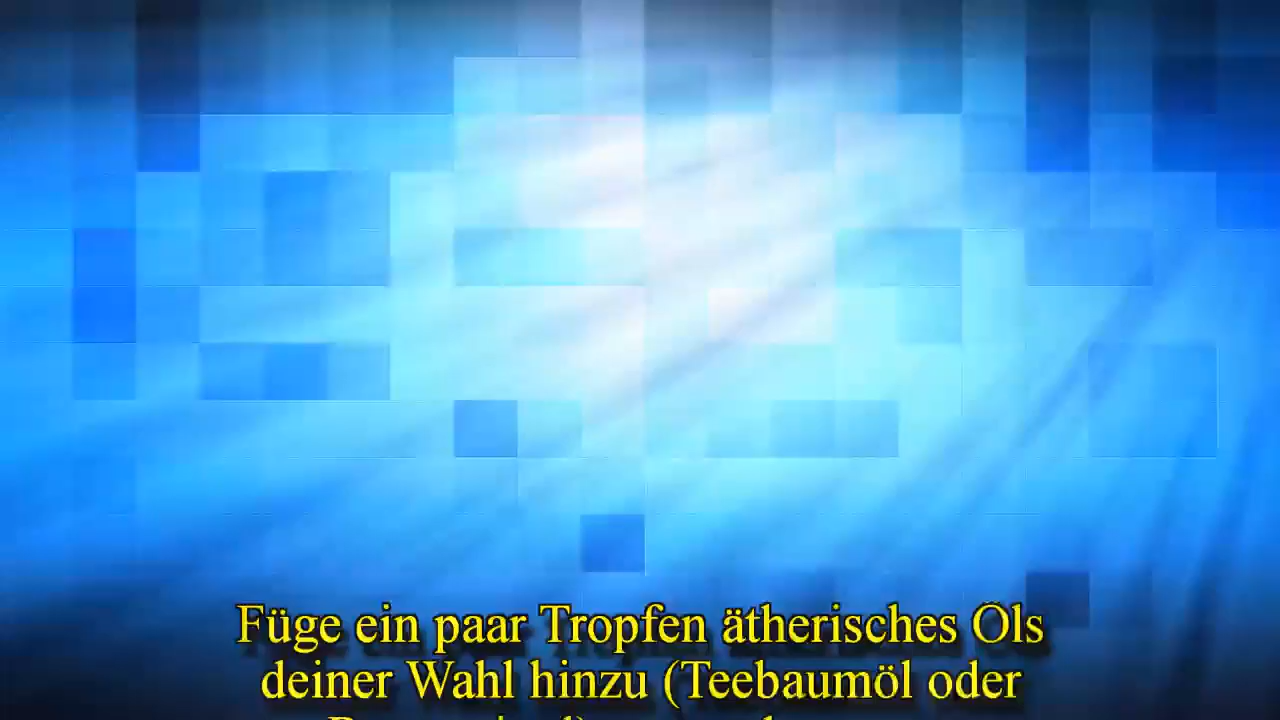 Füge ein paar Tropfen ätherisches Öls
deiner Wahl hinzu (Teebaumöl oder